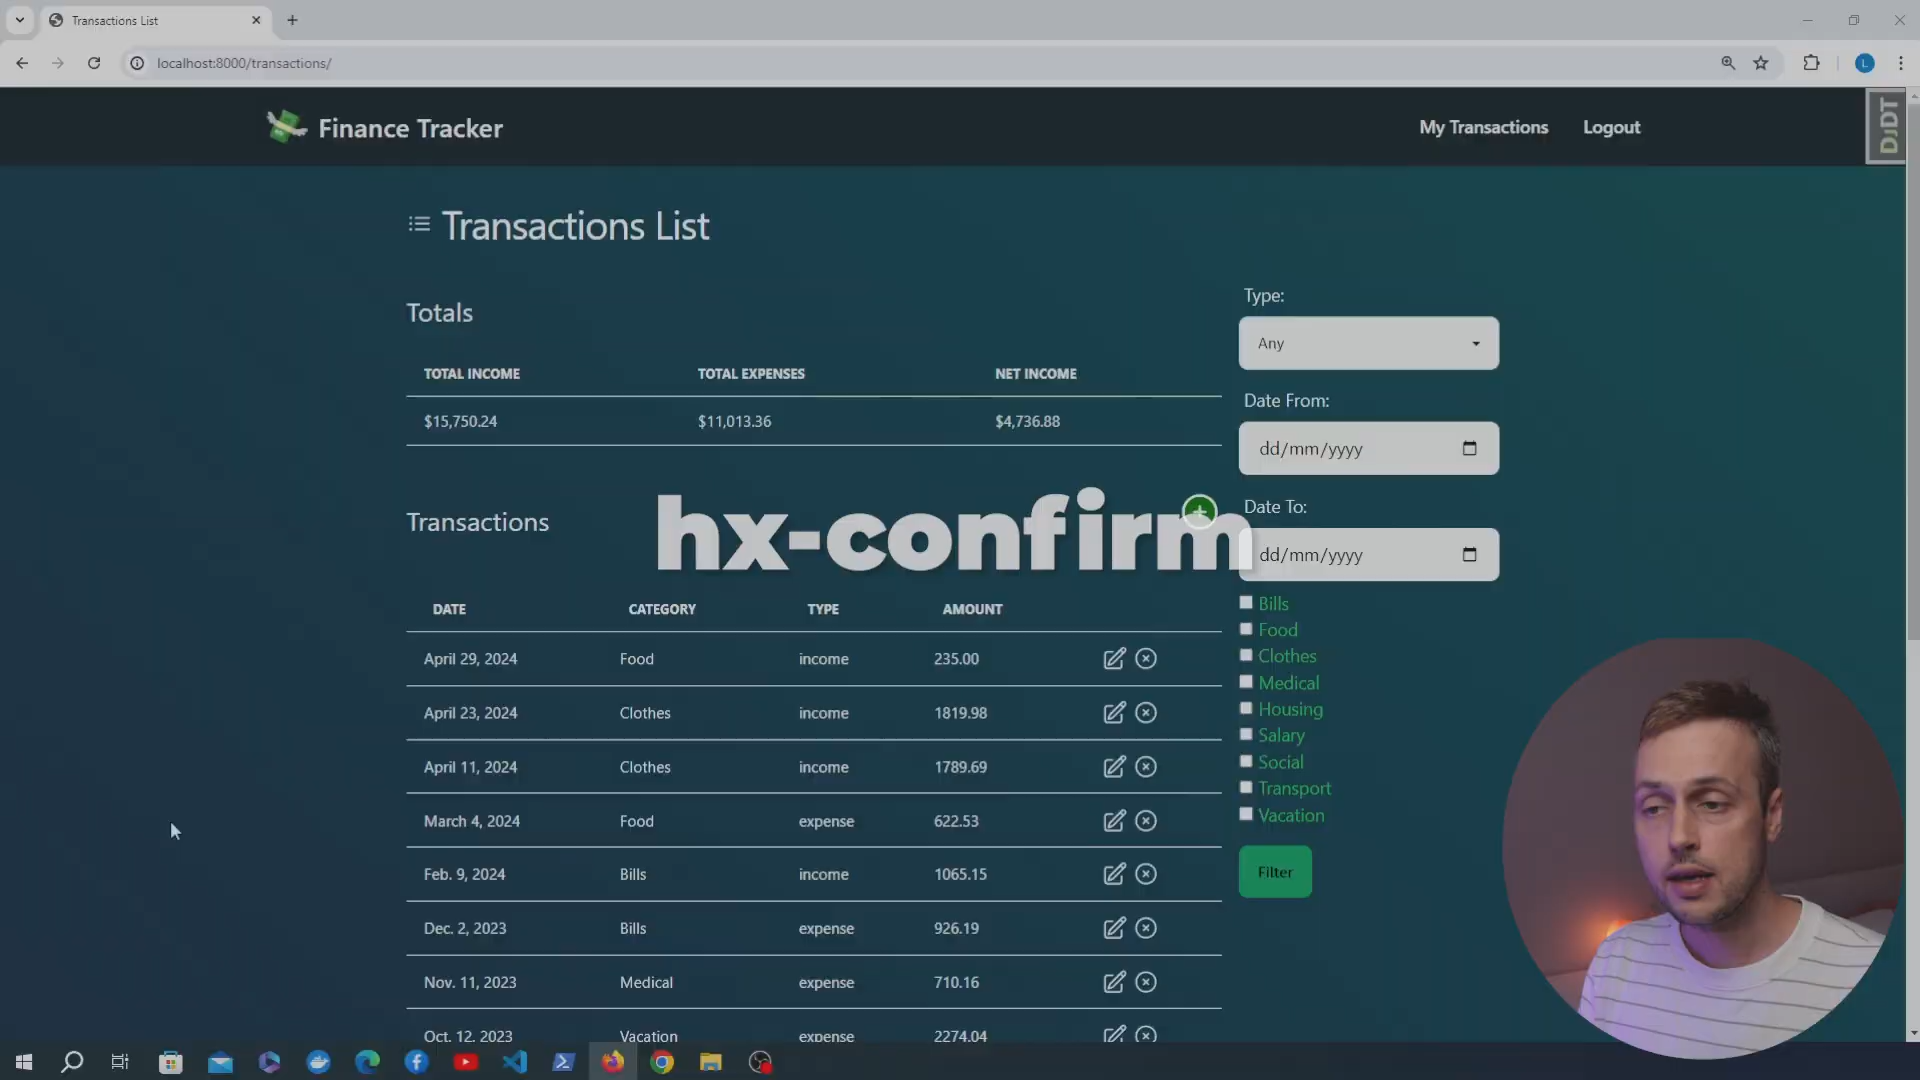 Transactions List
localhost:8000/transactions/
L
Finance Tracker
My Transactions
Logout
DJDT
Transactions List
Totals
TOTAL INCOME TOTAL EXPENSES NET INCOME
$15,750.24 $11,013.36 $4,736.88
Transactions
hx-confirm
DATE CATEGORY TYPE AMOUNT
April 29, 2024 Food income 235.00
April 23, 2024 Clothes income 1819.98
April 11, 2024 Clothes income 1789.69
March 4, 2024 Food expense 622.53
Feb. 9, 2024 Bills income 1065.15
Dec. 2, 2023 Bills expense 926.19
Nov. 11, 2023 Medical expense 710.16
Oct. 12, 2023 Vacation expense 2274.04
Type:
Any
Date From:
dd/mm/yyyy
Date To:
dd/mm/yyyy
Bills
Food
Clothes
Medical
Housing
Salary
Social
Transport
Vacation
Filter